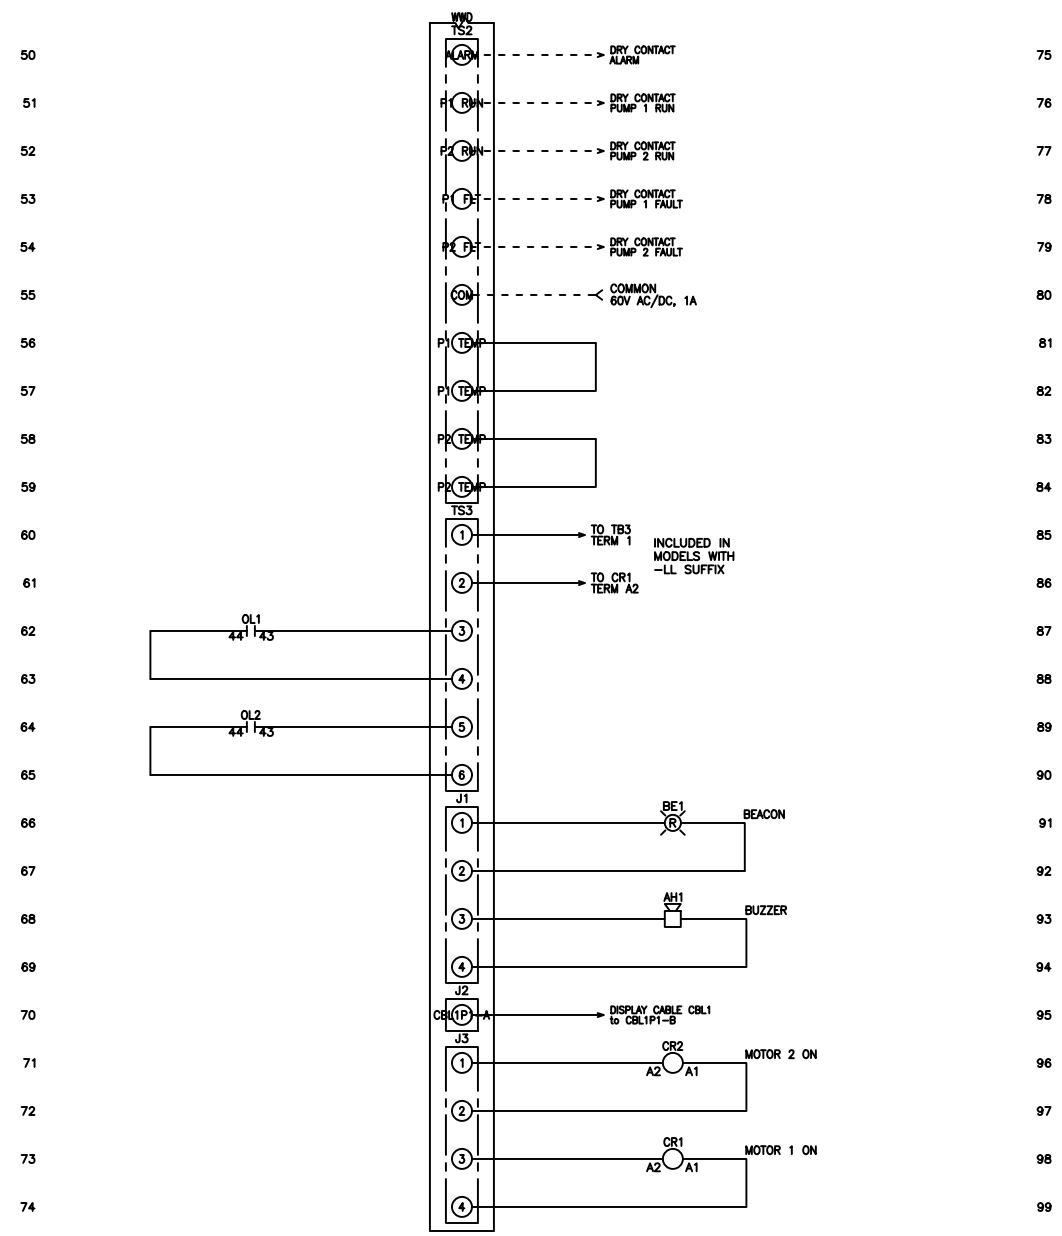 WWD
TS2
50 ALARM DRY CONTACT 75
ALARM
51 P1 RUN DRY CONTACT 76
PUMP 1 RUN
52 P2 RUN DRY CONTACT 77
PUMP 2 RUN
53 P1 FLT DRY CONTACT 78
PUMP 1 FAULT
54 P2 FLT DRY CONTACT 79
PUMP 2 FAULT
55 COM COMMON 80
60V AC/DC, 1A
56 P1 TEMP 81
57 P1 TEMP 82
58 P2 TEMP 83
59 P2 TEMP 84
TS3
60 1 TO TB3 85
TERM 1
INCLUDED IN
MODELS WITH
-LL SUFFIX
61 2 TO CR1 86
TERM A2
OL1
62 44 43 3 87
63 4 88
OL2
64 44 43 5 89
65 6 90
J1
BE1
66 1 R BEACON 91
67 2 92
AH1
68 3 BUZZER 93
69 4 94
J2
70 CBL1P1-A DISPLAY CABLE CBL1 95
to CBL1P1-B
J3
CR2
71 1 MOTOR 2 ON 96
A2 A1
72 2 97
CR1
73 3 MOTOR 1 ON 98
A2 A1
74 4 99